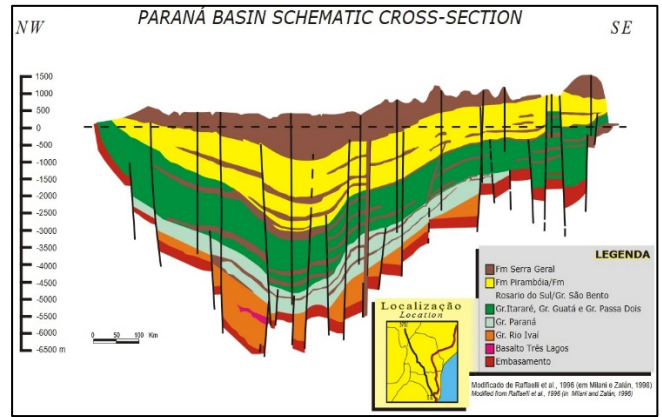 PARANÁ BASIN SCHEMATIC CROSS-SECTION
NW
SE
1500
1000
500
0
-500
-1000
-1500
-2000
-2500
-3000
-3500
-4000
-4500
-5000
-5500
-6000
-6500 m
0 50 100 Km
Localização
Location
LEGENDA
Fm Serra Geral
Fm Pirambóia/Fm
Rosario do Sul/Gr. São Bento
Gr.Itararé, Gr. Guatá e Gr. Passa Dois
Gr. Paraná
Gr. Rio Ivaí
Basalto Três Lagos
Embasamento
Modificado de Raffaelli et al., 1996 (em Milani e Zalán, 1998)
Modified from Raffaelli et al., 1996 (in Milani and Zalán, 1998)